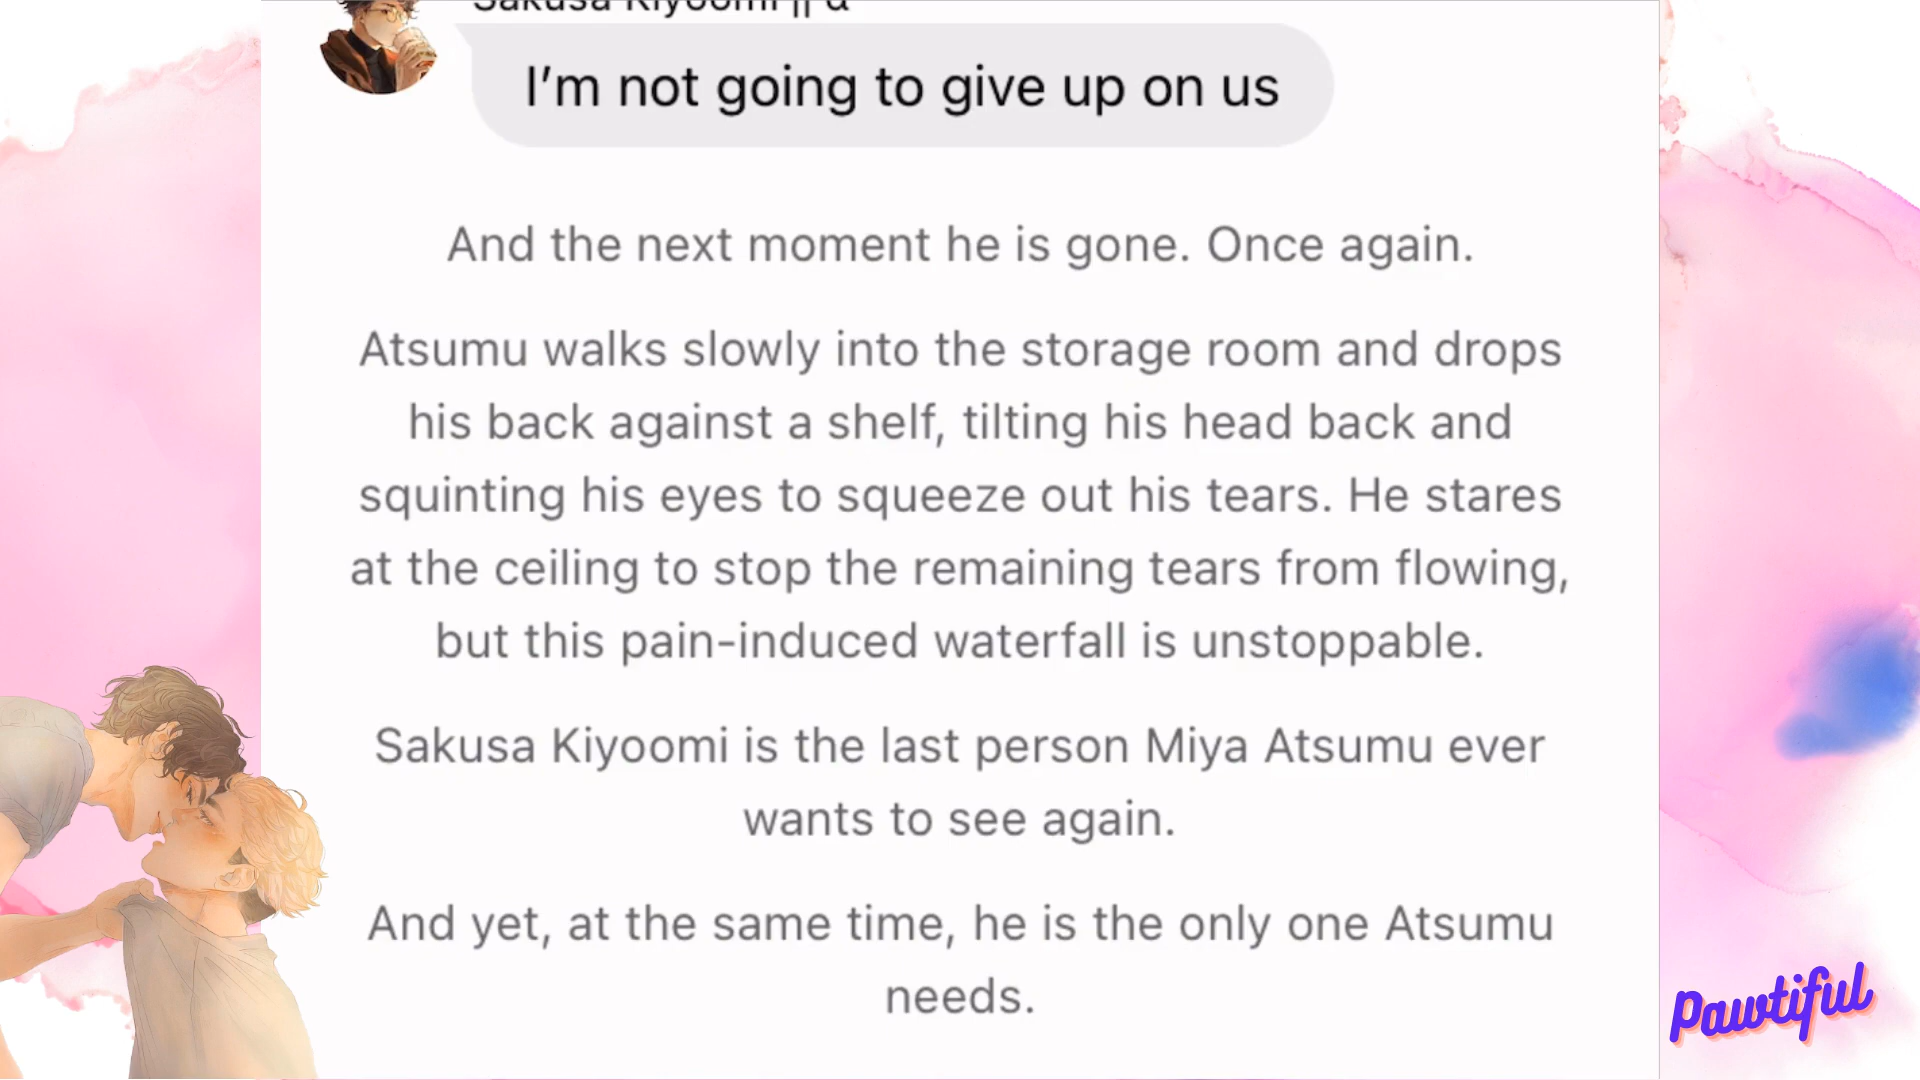 Sakusa Kiyoomi || α
I’m not going to give up on us
And the next moment he is gone. Once again.
Atsumu walks slowly into the storage room and drops
his back against a shelf, tilting his head back and
squinting his eyes to squeeze out his tears. He stares
at the ceiling to stop the remaining tears from flowing,
but this pain-induced waterfall is unstoppable.
Sakusa Kiyoomi is the last person Miya Atsumu ever
wants to see again.
And yet, at the same time, he is the only one Atsumu
needs.
Pawtiful